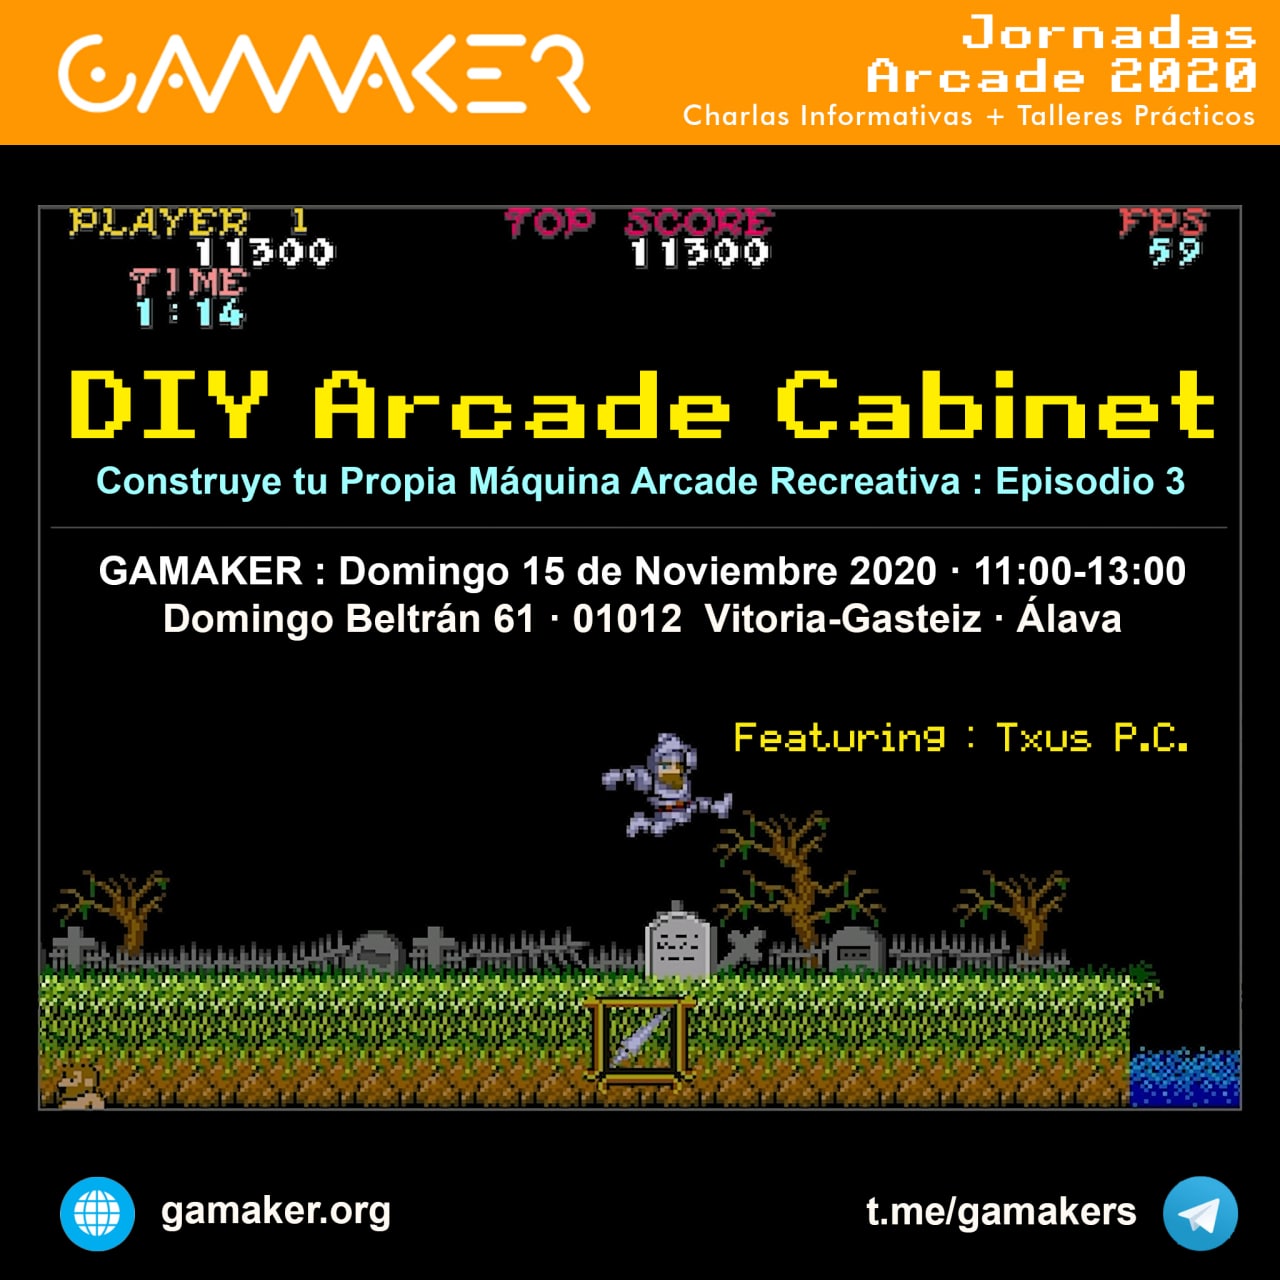 GAMAKER
Jornadas
Arcade 2020
Charlas Informativas + Talleres Prácticos
PLAYER 1
11300
TOP SCORE
11300
FPS
59
TIME
1:14
DIY Arcade Cabinet
Construye tu Propia Máquina Arcade Recreativa : Episodio 3
GAMAKER : Domingo 15 de Noviembre 2020 · 11:00-13:00
Domingo Beltrán 61 · 01012 Vitoria-Gasteiz · Álava
Featuring : Txus P.C.
gamaker.org
t.me/gamakers